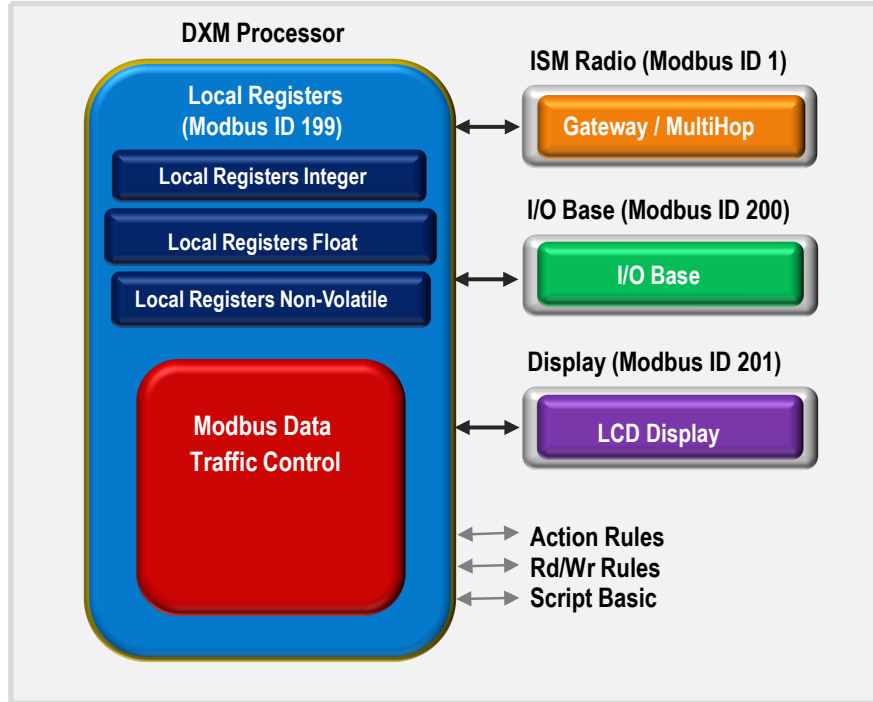 DXM Processor
Local Registers
(Modbus ID 199)
Local Registers Integer
Local Registers Float
Local Registers Non-Volatile
Modbus Data
Traffic Control
ISM Radio (Modbus ID 1)
Gateway / MultiHop
I/O Base (Modbus ID 200)
I/O Base
Display (Modbus ID 201)
LCD Display
Action Rules
Rd/Wr Rules
Script Basic